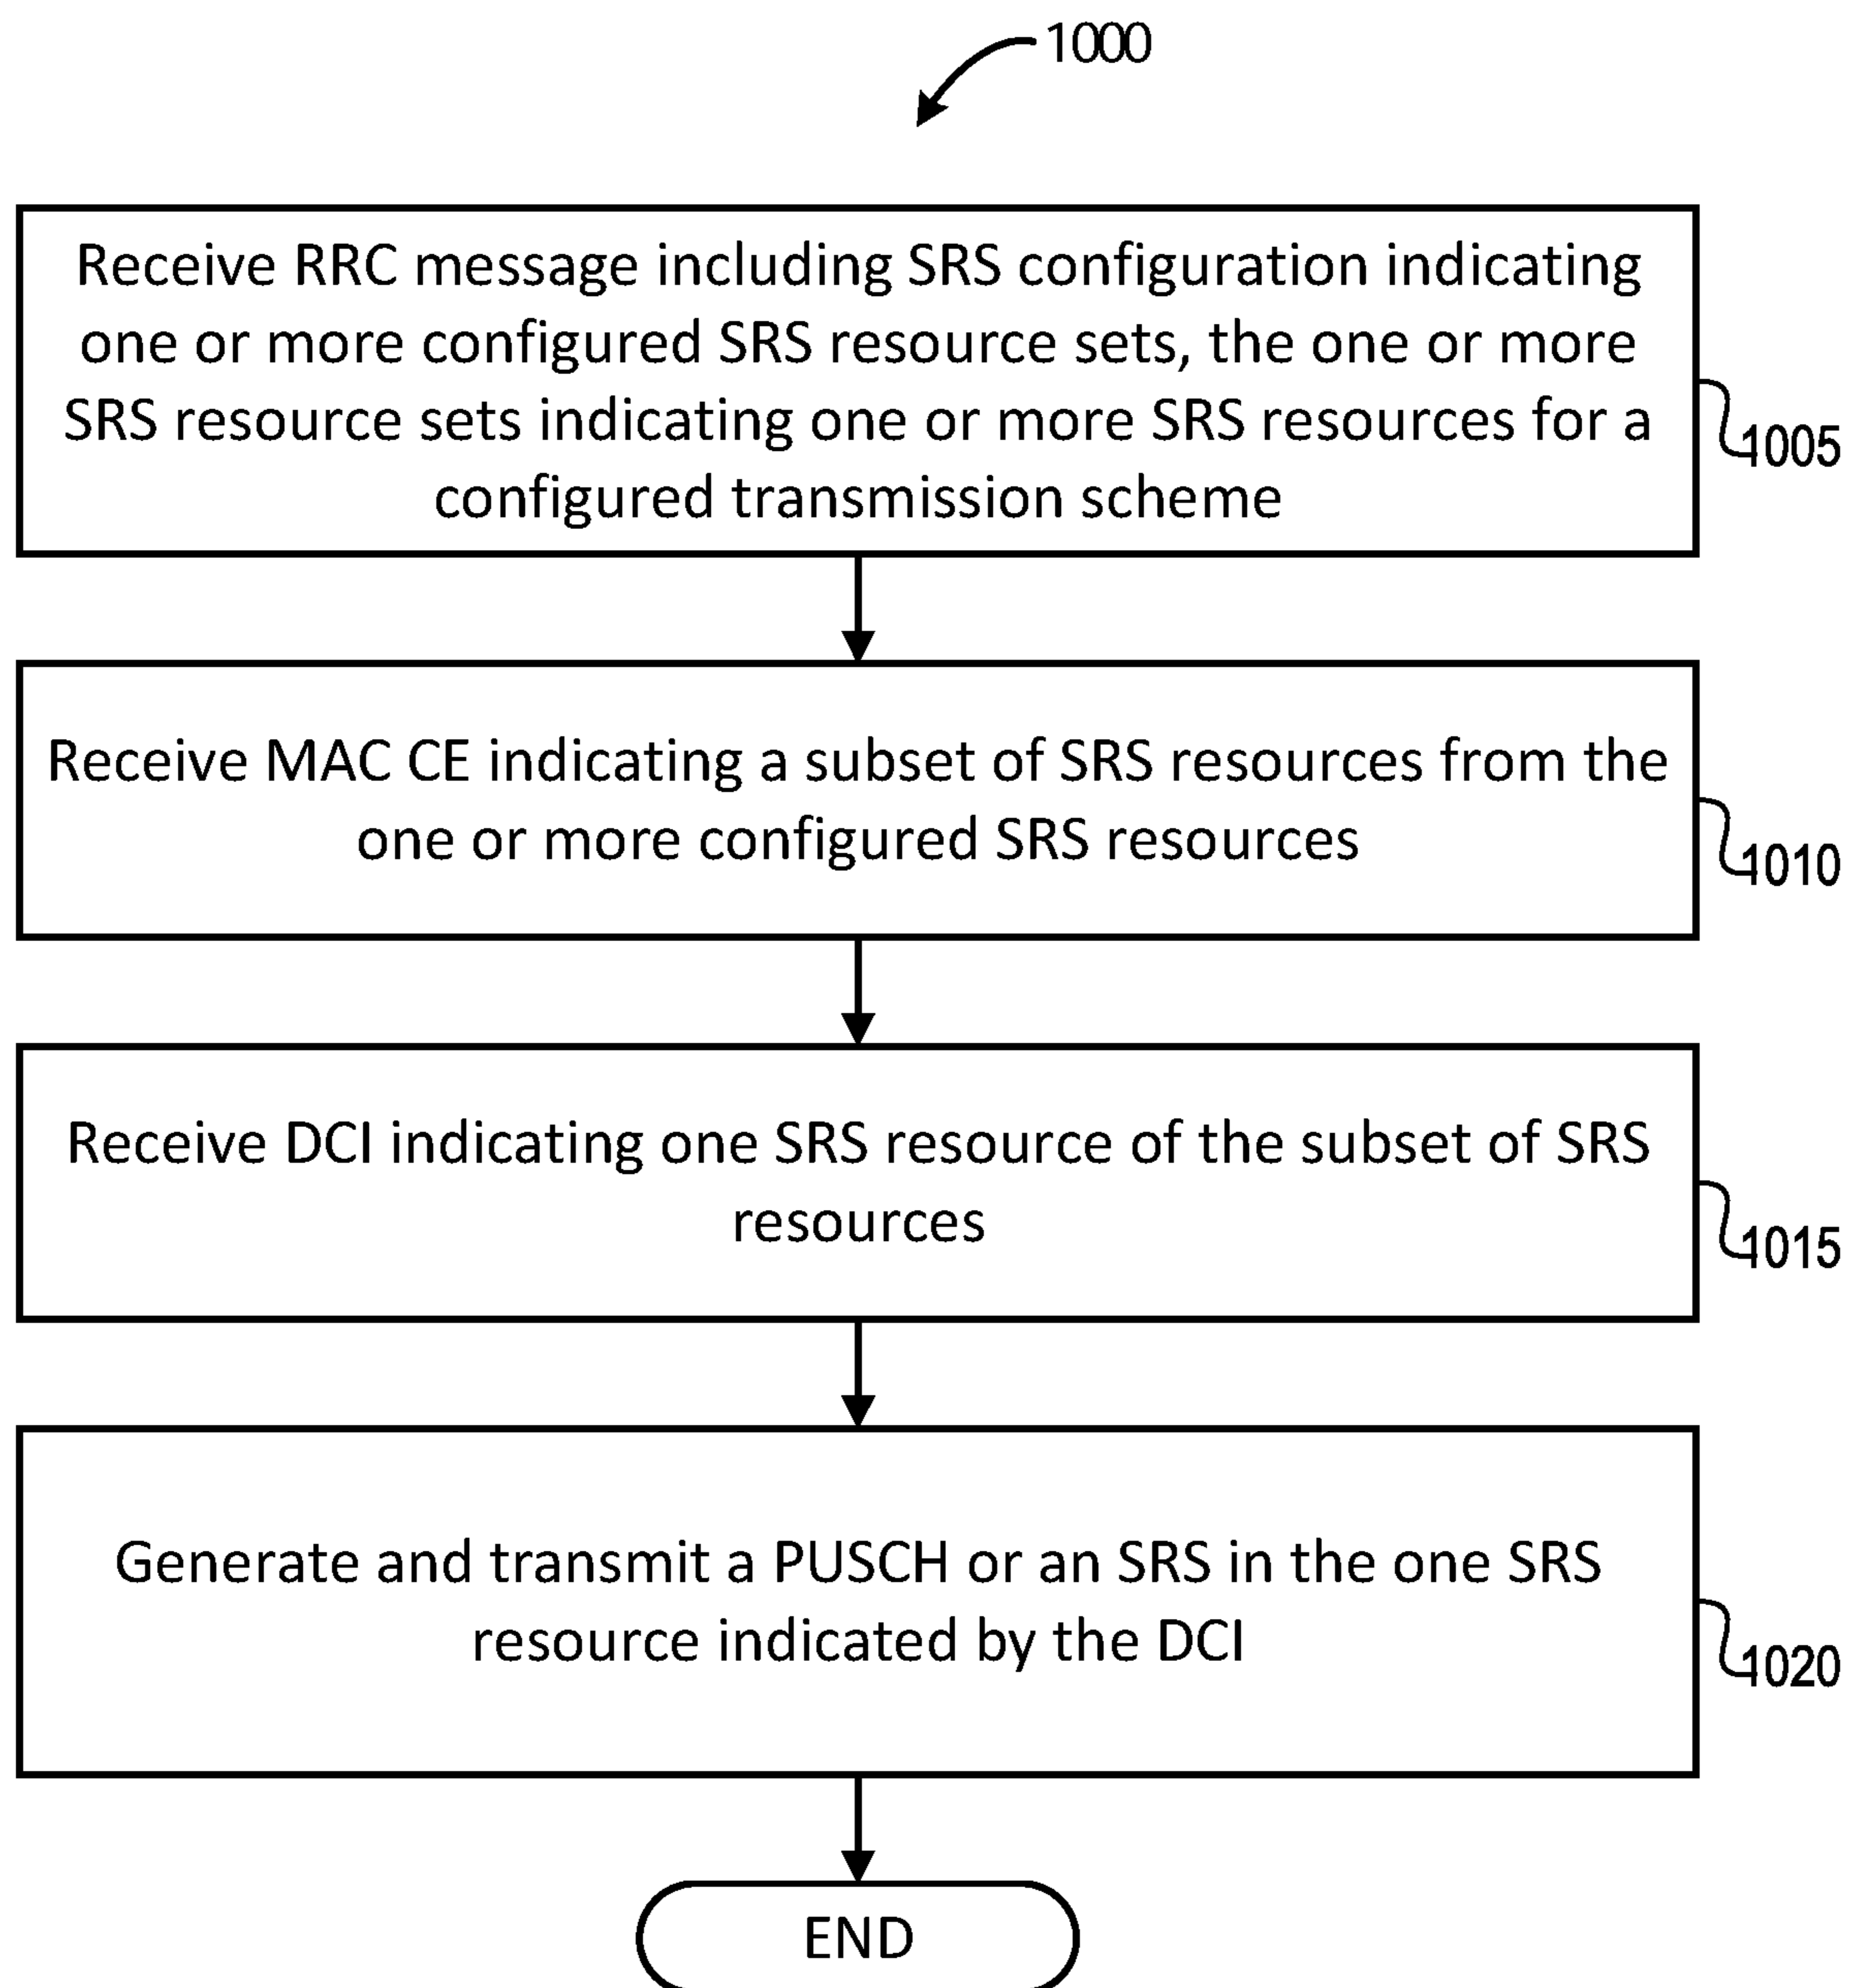 1000
Receive RRC message including SRS configuration indicating
one or more configured SRS resource sets, the one or more
SRS resource sets indicating one or more SRS resources for a
configured transmission scheme
1005
Receive MAC CE indicating a subset of SRS resources from the
one or more configured SRS resources
1010
Receive DCI indicating one SRS resource of the subset of SRS
resources
1015
Generate and transmit a PUSCH or an SRS in the one SRS
resource indicated by the DCI
1020
END